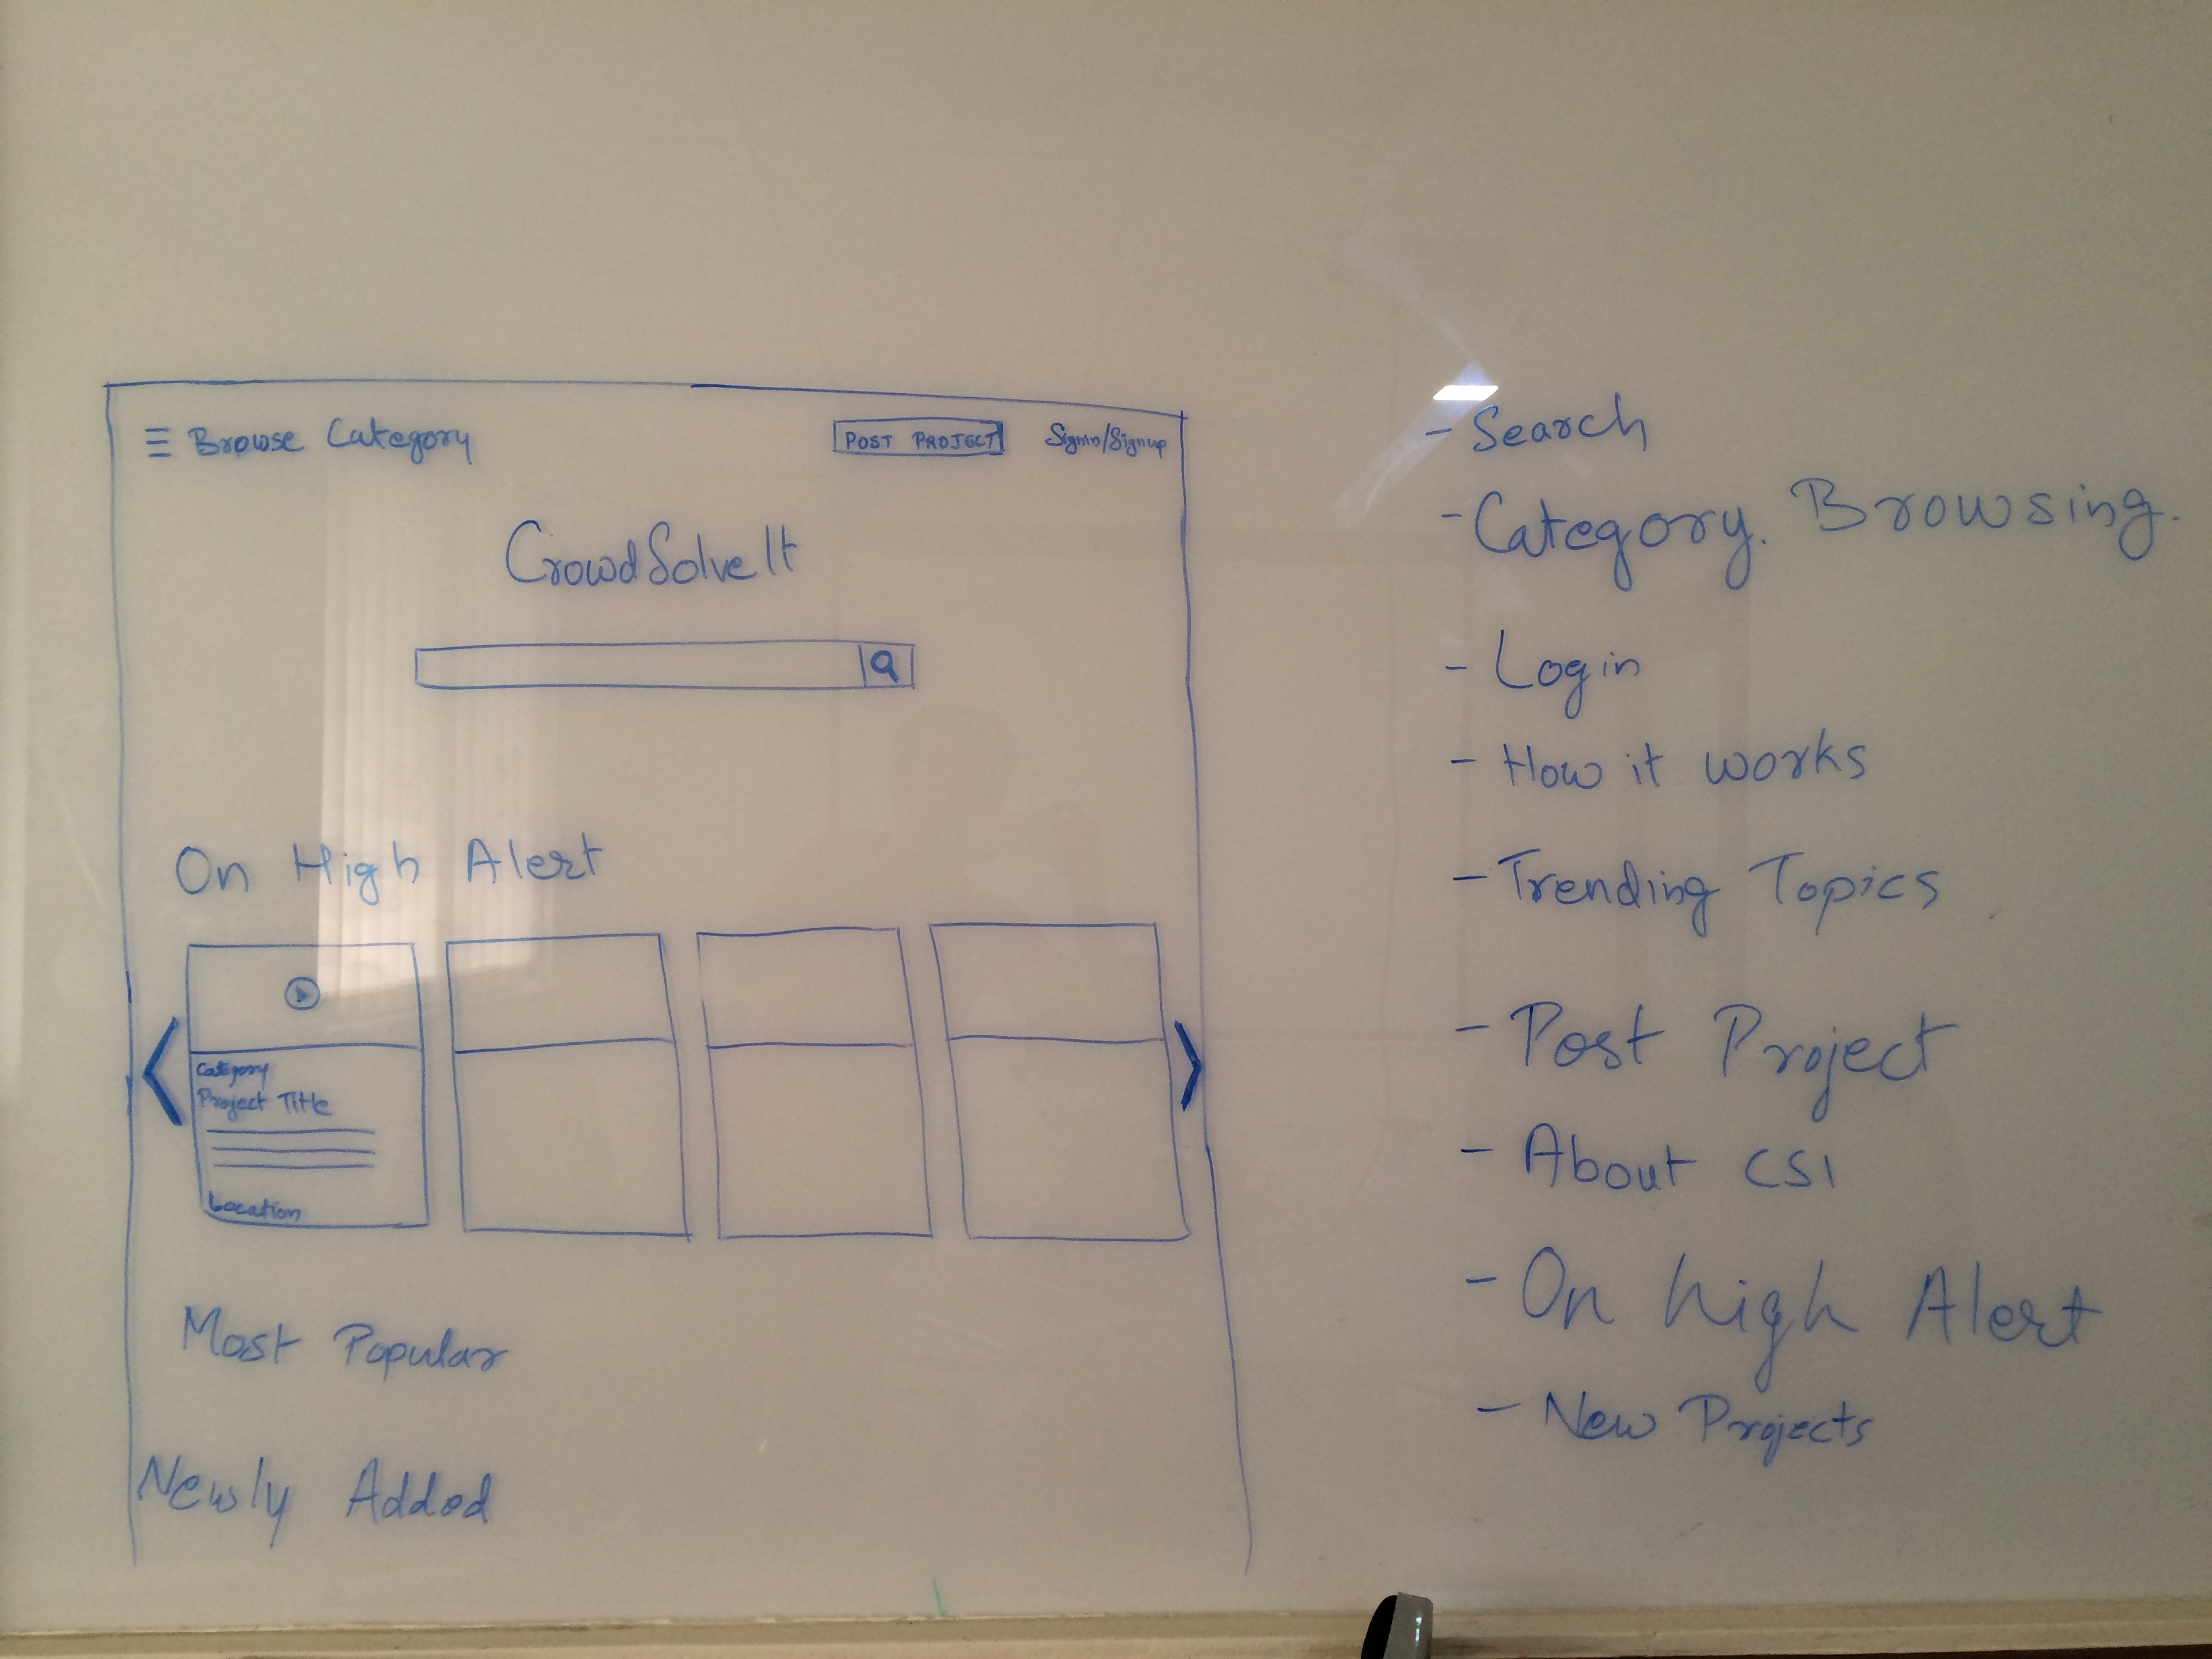 Browse Category POST PROJECT Signin/Signup
CrowdSolveIt
On High Alert
Category
Project Title
Location
Most Popular
Newly Added
- Search
- Category. Browsing.
- Login
- How it works
- Trending Topics
- Post Project
- About CSI
- On high Alert
- New Projects